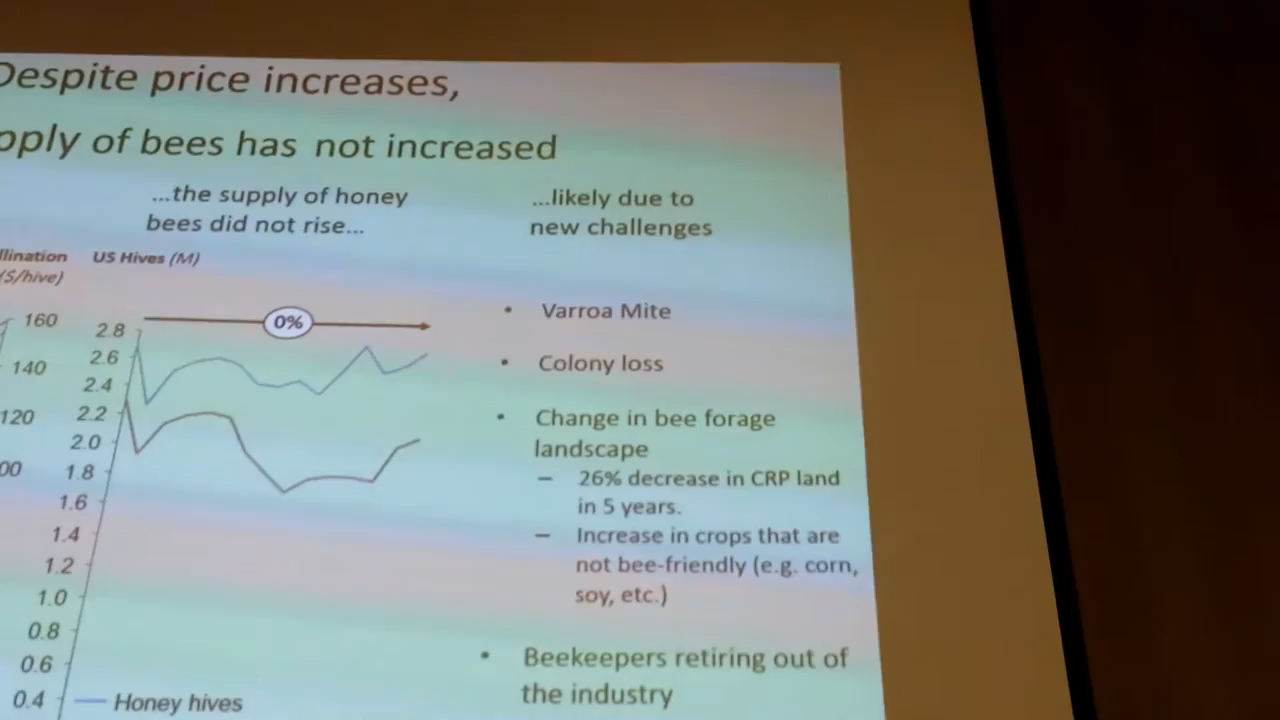 Despite price increases,
of bees has not increased
...the supply of honey
bees did not rise...
...likely due to
new challenges
($/hive)
US Hives (M)
160
140
120
0%
2.8
2.6
2.4
2.2
2.0
1.8
1.6
1.4
1.2
1.0
0.8
0.6
0.4
Honey hives
• Varroa Mite
• Colony loss
• Change in bee forage
landscape
– 26% decrease in CRP land
in 5 years.
– Increase in crops that are
not bee-friendly (e.g. corn,
soy, etc.)
• Beekeepers retiring out of
the industry